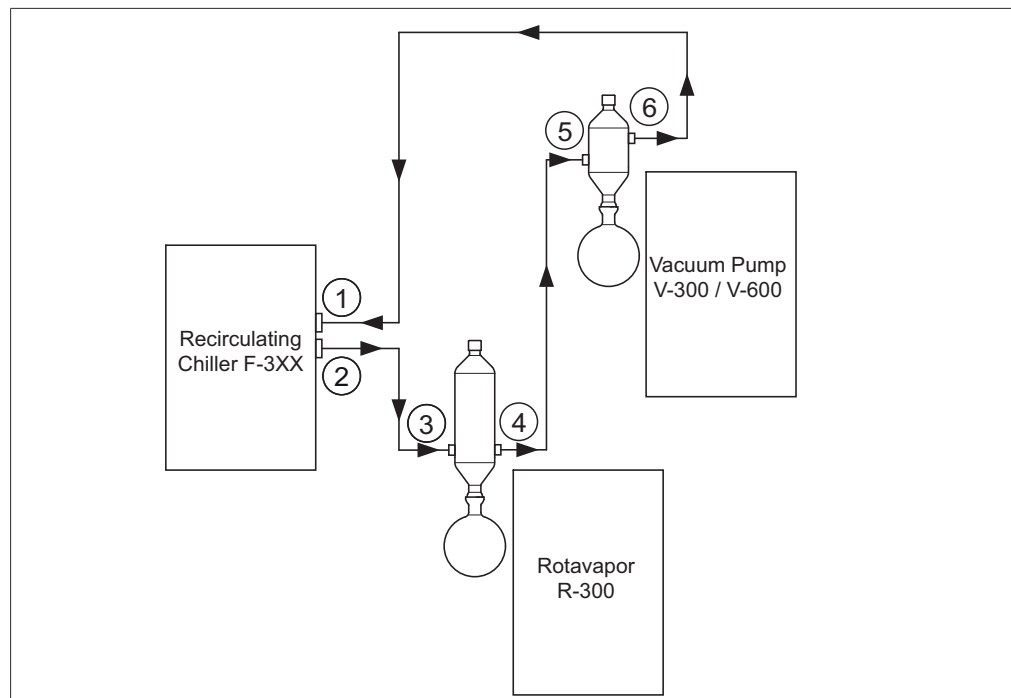 6
5
Vacuum Pump
V-300 / V-600
1
Recirculating
Chiller F-3XX
2
3
4
Rotavapor
R-300